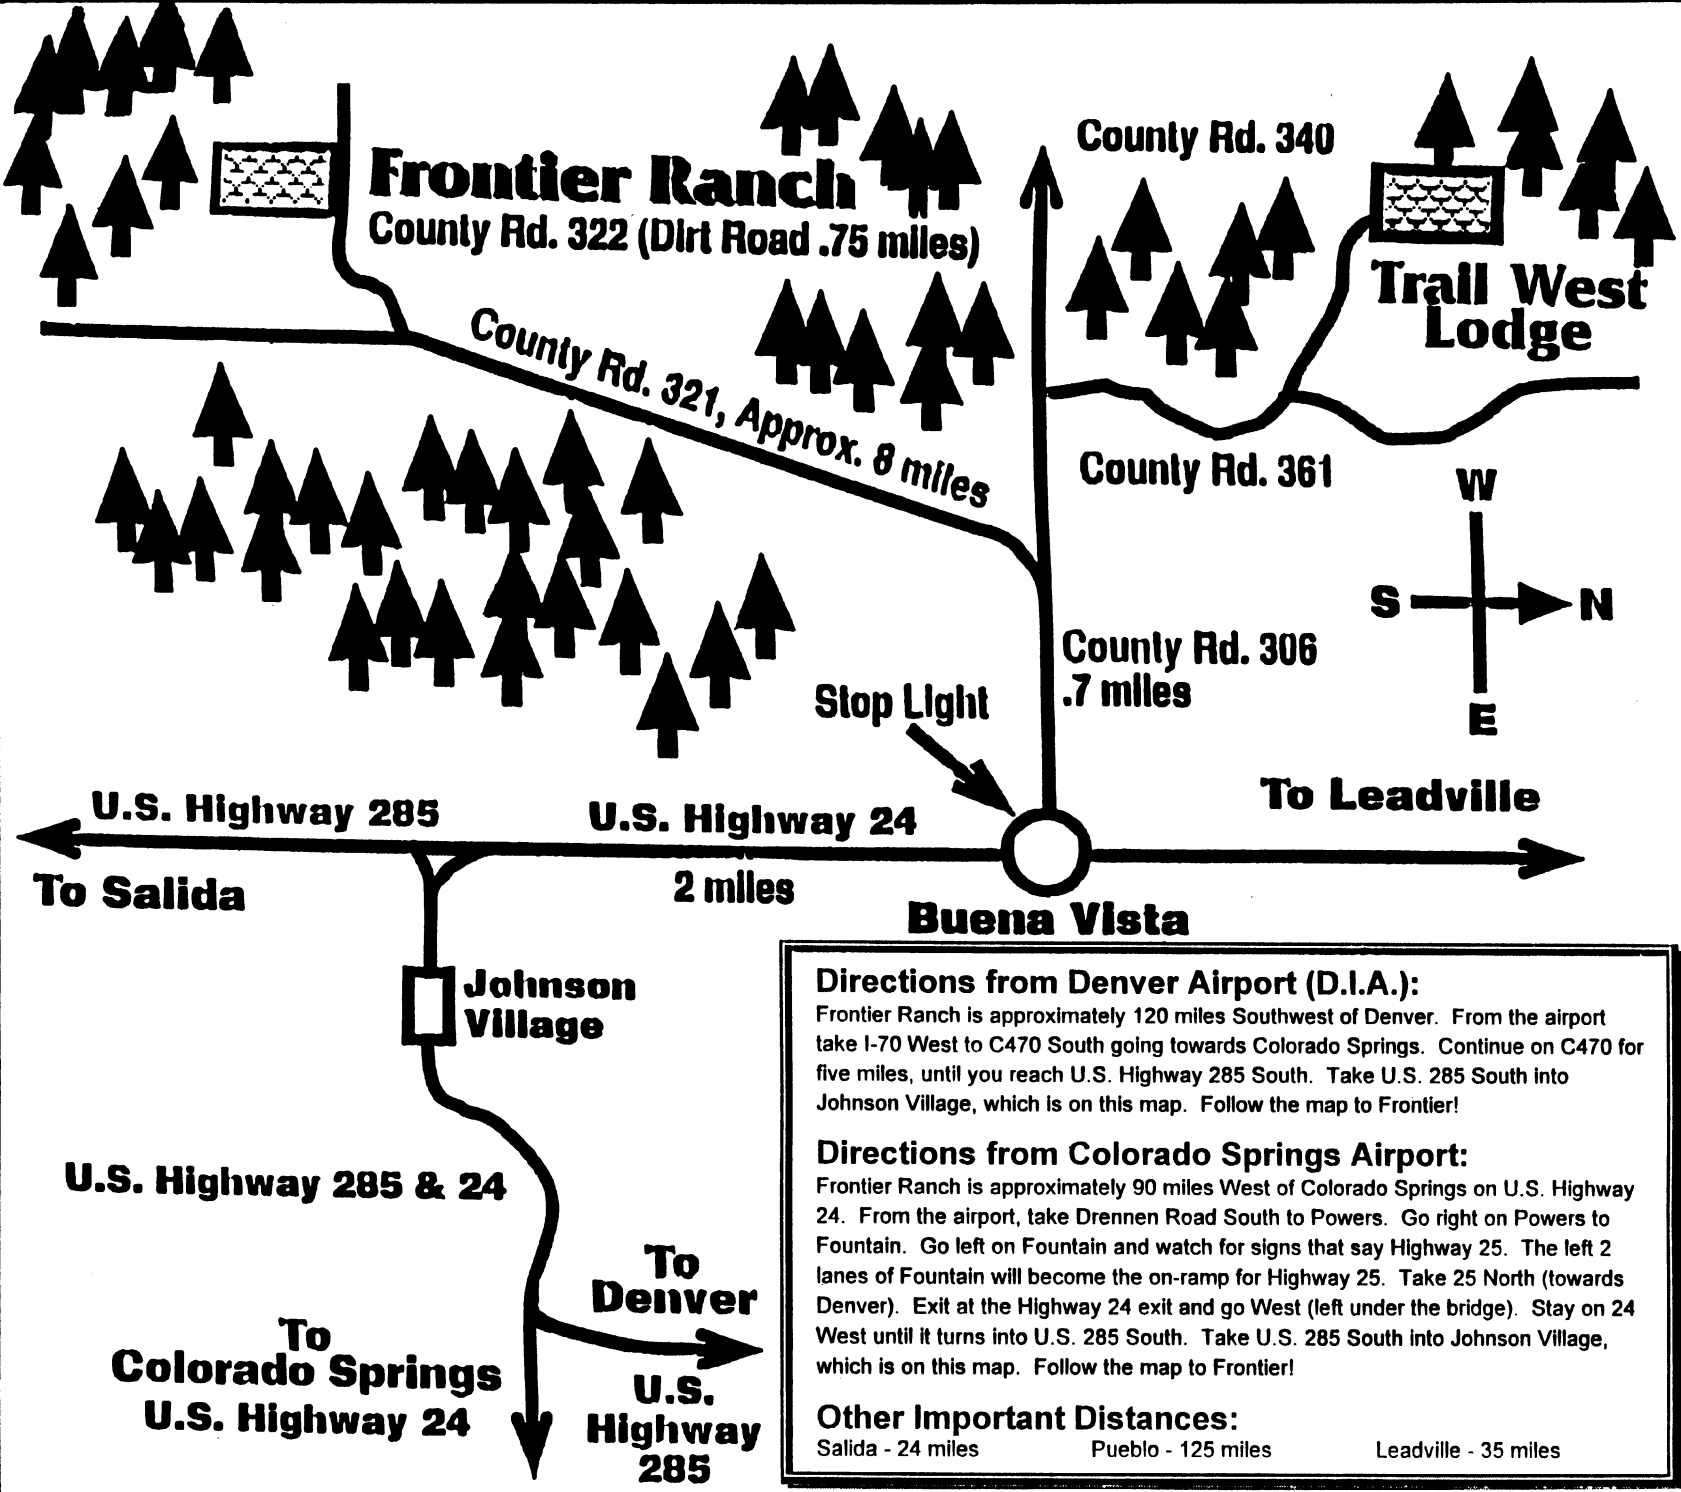 Frontier Ranch
County Rd. 322 (Dirt Road .75 miles)
County Rd. 340
Trail West
Lodge
County Rd. 321, Approx. 8 miles
County Rd. 361
W
S
N
E
County Rd. 306
.7 miles
Stop Light
To Leadville
U.S. Highway 285
U.S. Highway 24
To Salida
2 miles
Buena Vista
Johnson
Village
U.S. Highway 285 & 24
To
Denver
To
Colorado Springs
U.S. Highway 24
U.S.
Highway
285
Directions from Denver Airport (D.I.A.):
Frontier Ranch is approximately 120 miles Southwest of Denver. From the airport
take I-70 West to C470 South going towards Colorado Springs. Continue on C470 for
five miles, until you reach U.S. Highway 285 South. Take U.S. 285 South into
Johnson Village, which is on this map. Follow the map to Frontier!
Directions from Colorado Springs Airport:
Frontier Ranch is approximately 90 miles West of Colorado Springs on U.S. Highway
24. From the airport, take Drennen Road South to Powers. Go right on Powers to
Fountain. Go left on Fountain and watch for signs that say Highway 25. The left 2
lanes of Fountain will become the on-ramp for Highway 25. Take 25 North (towards
Denver). Exit at the Highway 24 exit and go West (left under the bridge). Stay on 24
West until it turns into U.S. 285 South. Take U.S. 285 South into Johnson Village,
which is on this map. Follow the map to Frontier!
Other Important Distances:
Salida - 24 miles Pueblo - 125 miles Leadville - 35 miles